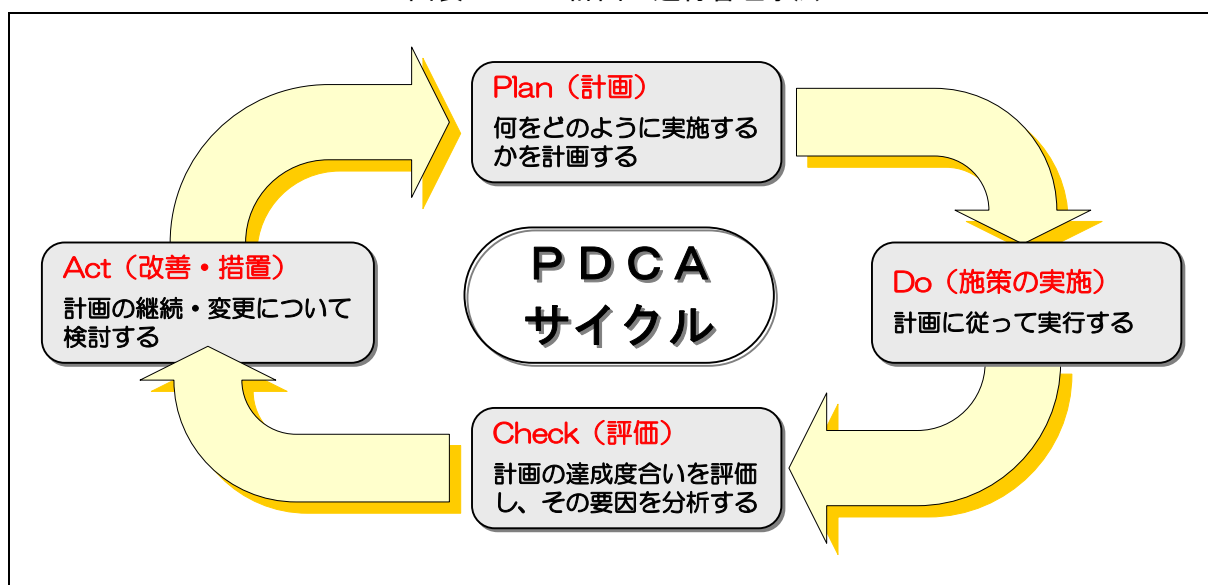 Plan（計画）
何をどのように実施する
かを計画する
Act（改善・措置）
計画の継続・変更について
検討する
ＰＤＣＡ
サイクル
Do（施策の実施）
計画に従って実行する
Check（評価）
計画の達成度合いを評価
し、その要因を分析する